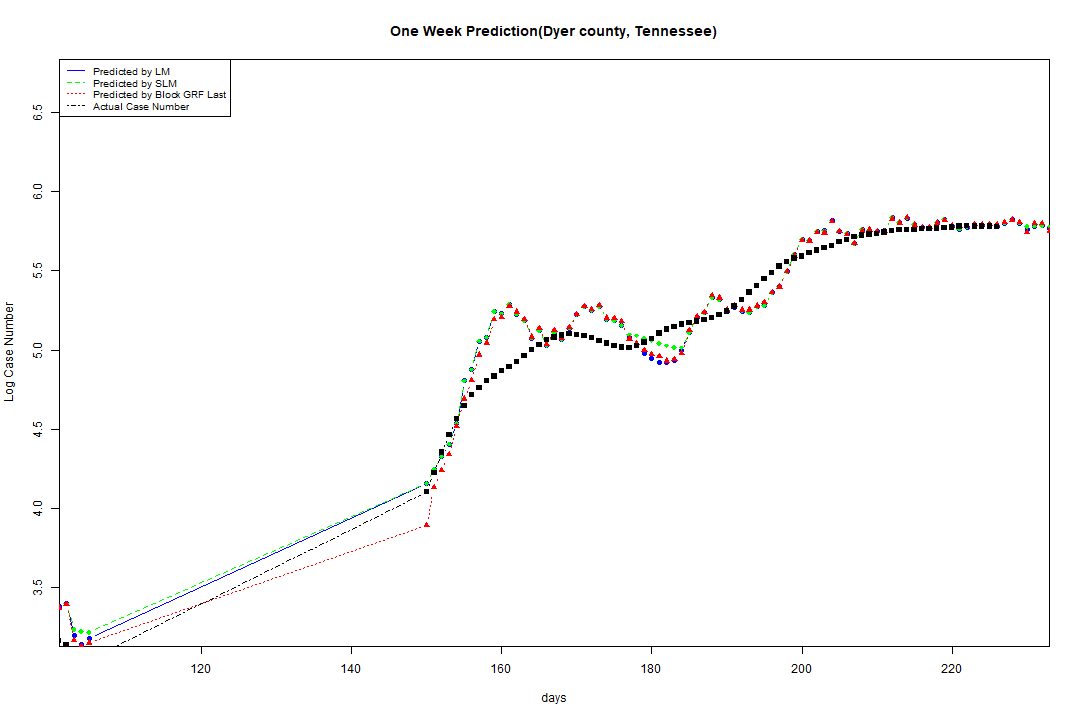 One Week Prediction(Dyer county, Tennessee)
Predicted by LM
Predicted by SLM
Predicted by Block GRF Last
Actual Case Number
6.5
6.0
5.5
5.0
4.5
4.0
3.5
Log Case Number
120
140
160
180
200
220
days